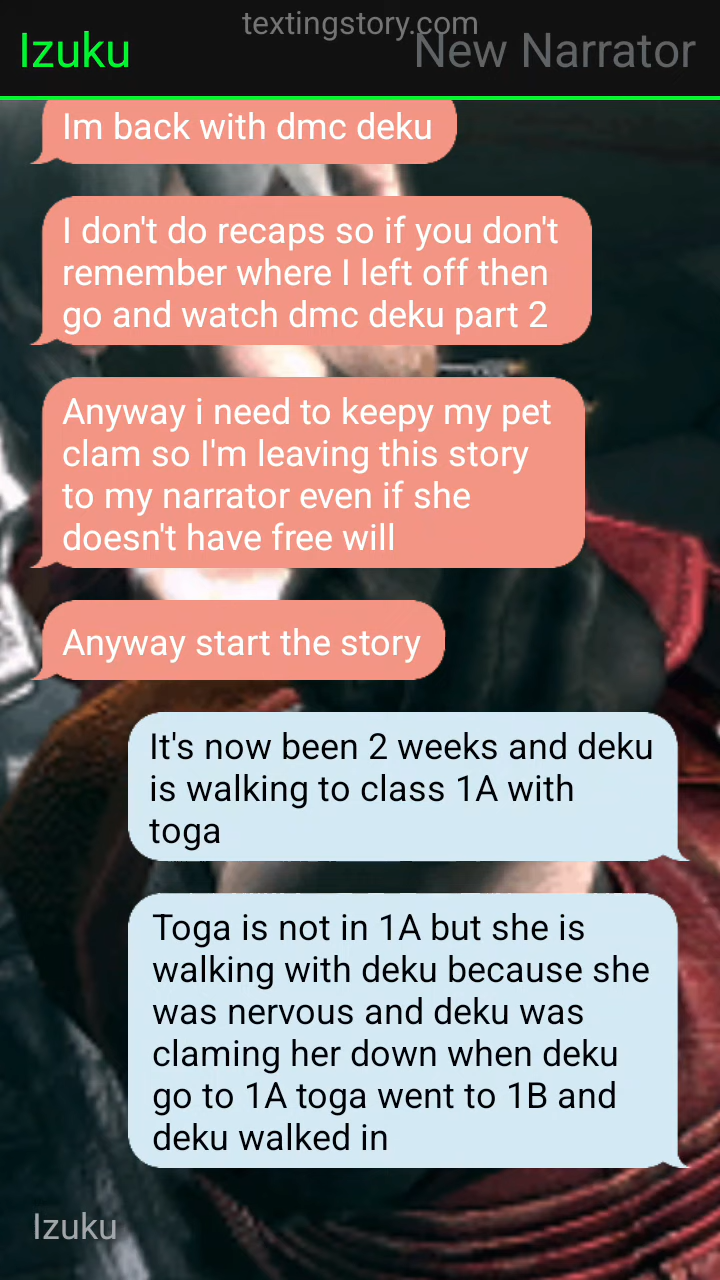 textingstory.com
Izuku
New Narrator
Im back with dmc deku
I don't do recaps so if you don't
remember where I left off then
go and watch dmc deku part 2
Anyway i need to keepy my pet
clam so I'm leaving this story
to my narrator even if she
doesn't have free will
Anyway start the story
It's now been 2 weeks and deku
is walking to class 1A with
toga
Toga is not in 1A but she is
walking with deku because she
was nervous and deku was
claming her down when deku
go to 1A toga went to 1B and
deku walked in
Izuku